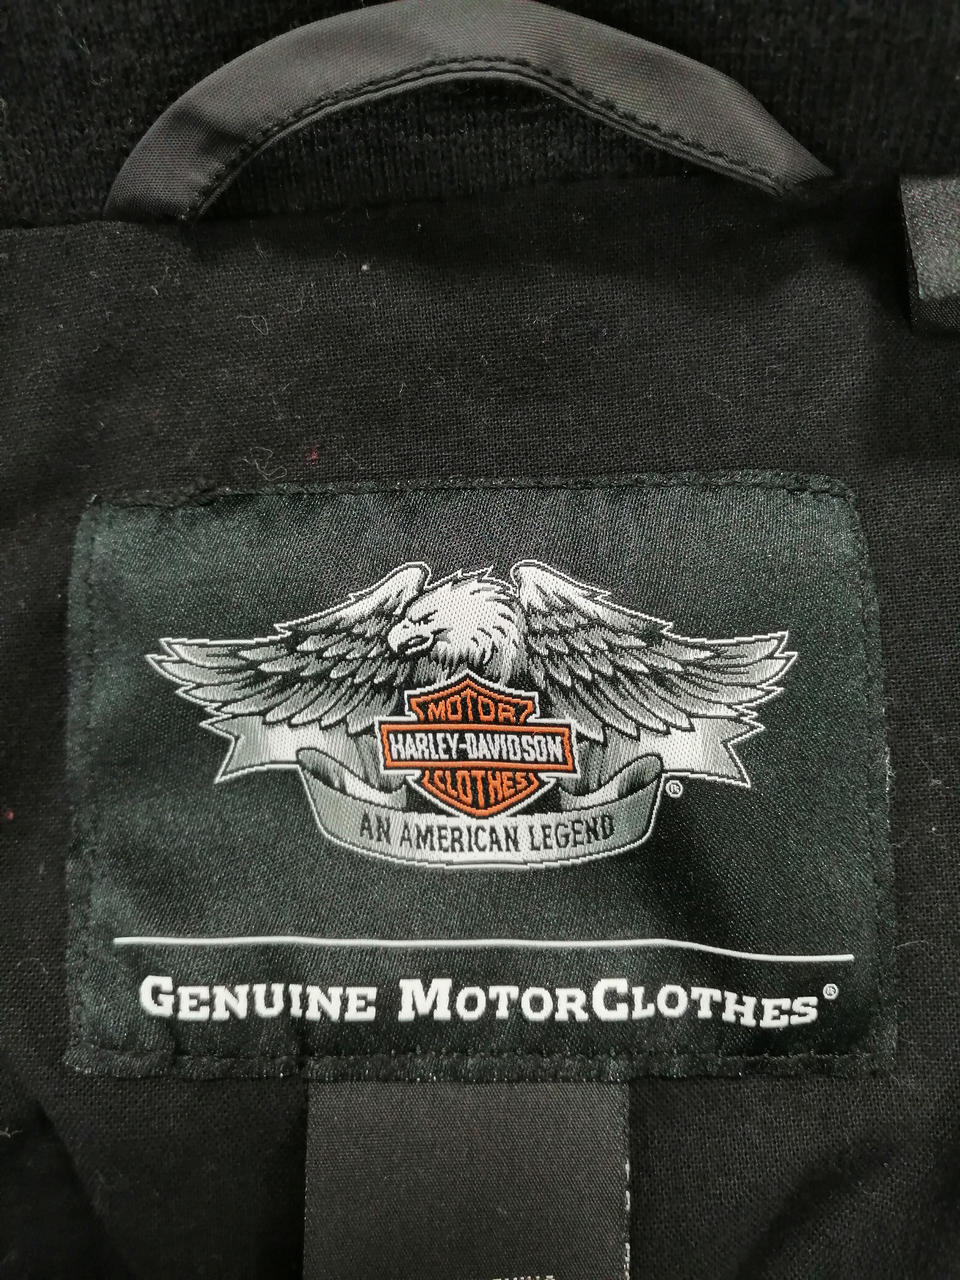 MOTOR
HARLEY-DAVIDSON
CLOTHES
®
AN AMERICAN LEGEND
GENUINE MOTORCLOTHES®